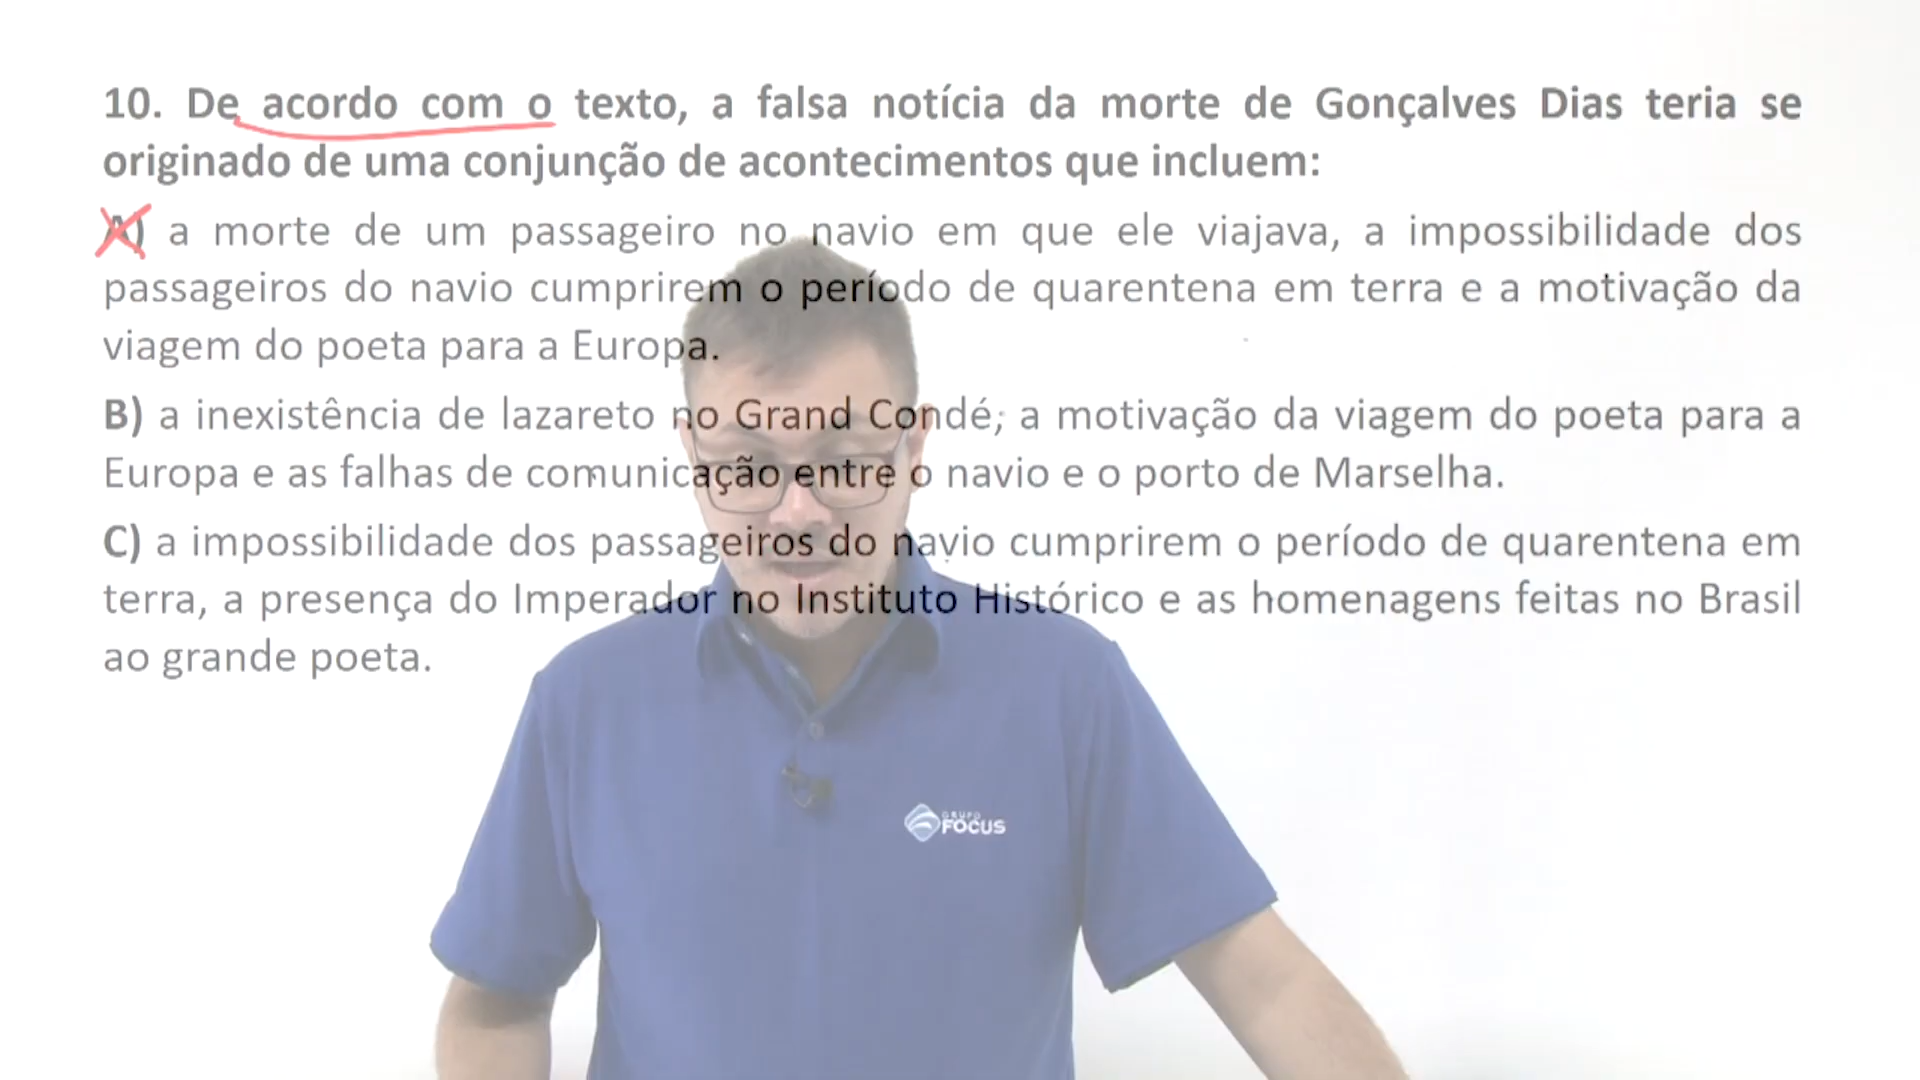 10. De acordo com o texto, a falsa notícia da morte de Gonçalves Dias teria se
originado de uma conjunção de acontecimentos que incluem:
A) a morte de um passageiro no navio em que ele viajava, a impossibilidade dos
passageiros do navio cumprirem o período de quarentena em terra e a motivação da
viagem do poeta para a Europa.
B) a inexistência de lazareto no Grand Condé; a motivação da viagem do poeta para a
Europa e as falhas de comunicação entre o navio e o porto de Marselha.
C) a impossibilidade dos passageiros do navio cumprirem o período de quarentena em
terra, a presença do Imperador no Instituto Histórico e as homenagens feitas no Brasil
ao grande poeta.
GRUPO
FOCUS